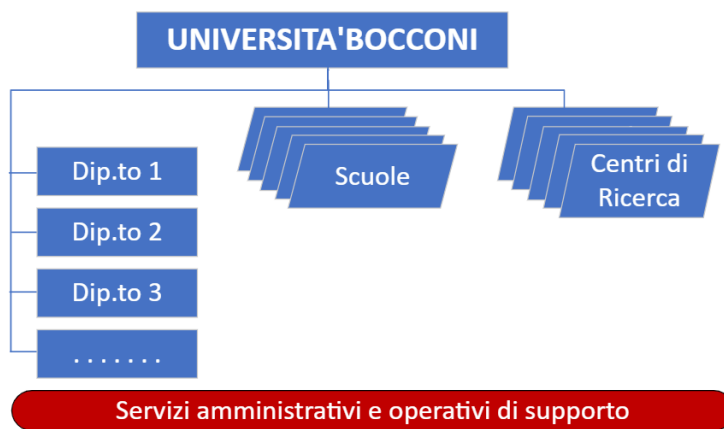 UNIVERSITA'BOCCONI
Dip.to 1
Dip.to 2
Dip.to 3
. . . . . . .
Scuole
Centri di
Ricerca
Servizi amministrativi e operativi di supporto